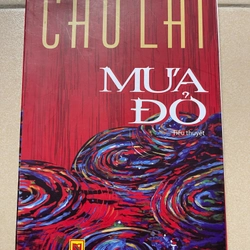 CHU LAI
MƯA
ĐỎ
Tiểu thuyết